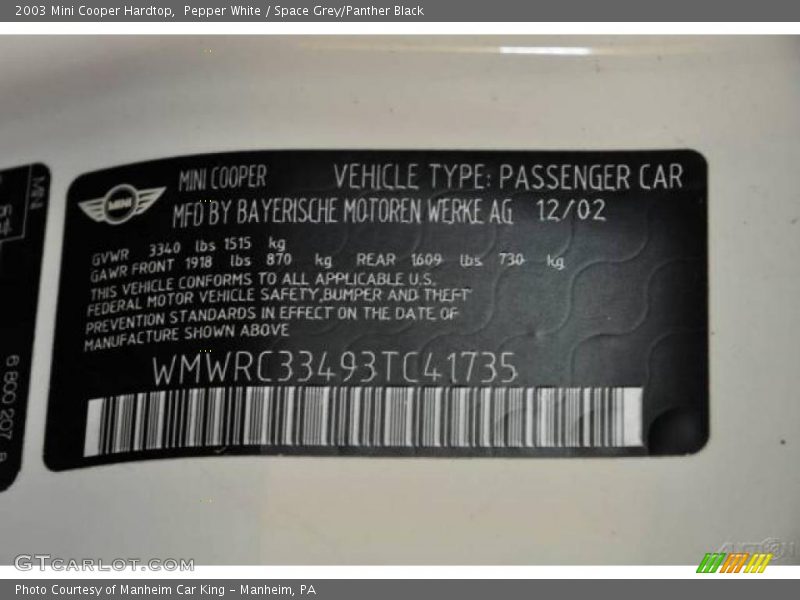 2003 Mini Cooper Hardtop,  Pepper White / Space Grey/Panther Black
MINI
MINI COOPER VEHICLE TYPE: PASSENGER CAR
MFD BY BAYERISCHE MOTOREN WERKE AG 12/02
GVWR 3340 lbs 1515 kg
GAWR FRONT 1918 lbs 870 kg REAR 1609 lbs 730 kg
THIS VEHICLE CONFORMS TO ALL APPLICABLE U.S.
FEDERAL MOTOR VEHICLE SAFETY,BUMPER AND THEFT
PREVENTION STANDARDS IN EFFECT ON THE DATE OF
MANUFACTURE SHOWN ABOVE
WMWRC33493TC41735
MIN
6 800 207
GTCarLot.com
AUCTION
Photo Courtesy of Manheim Car King - Manheim, PA